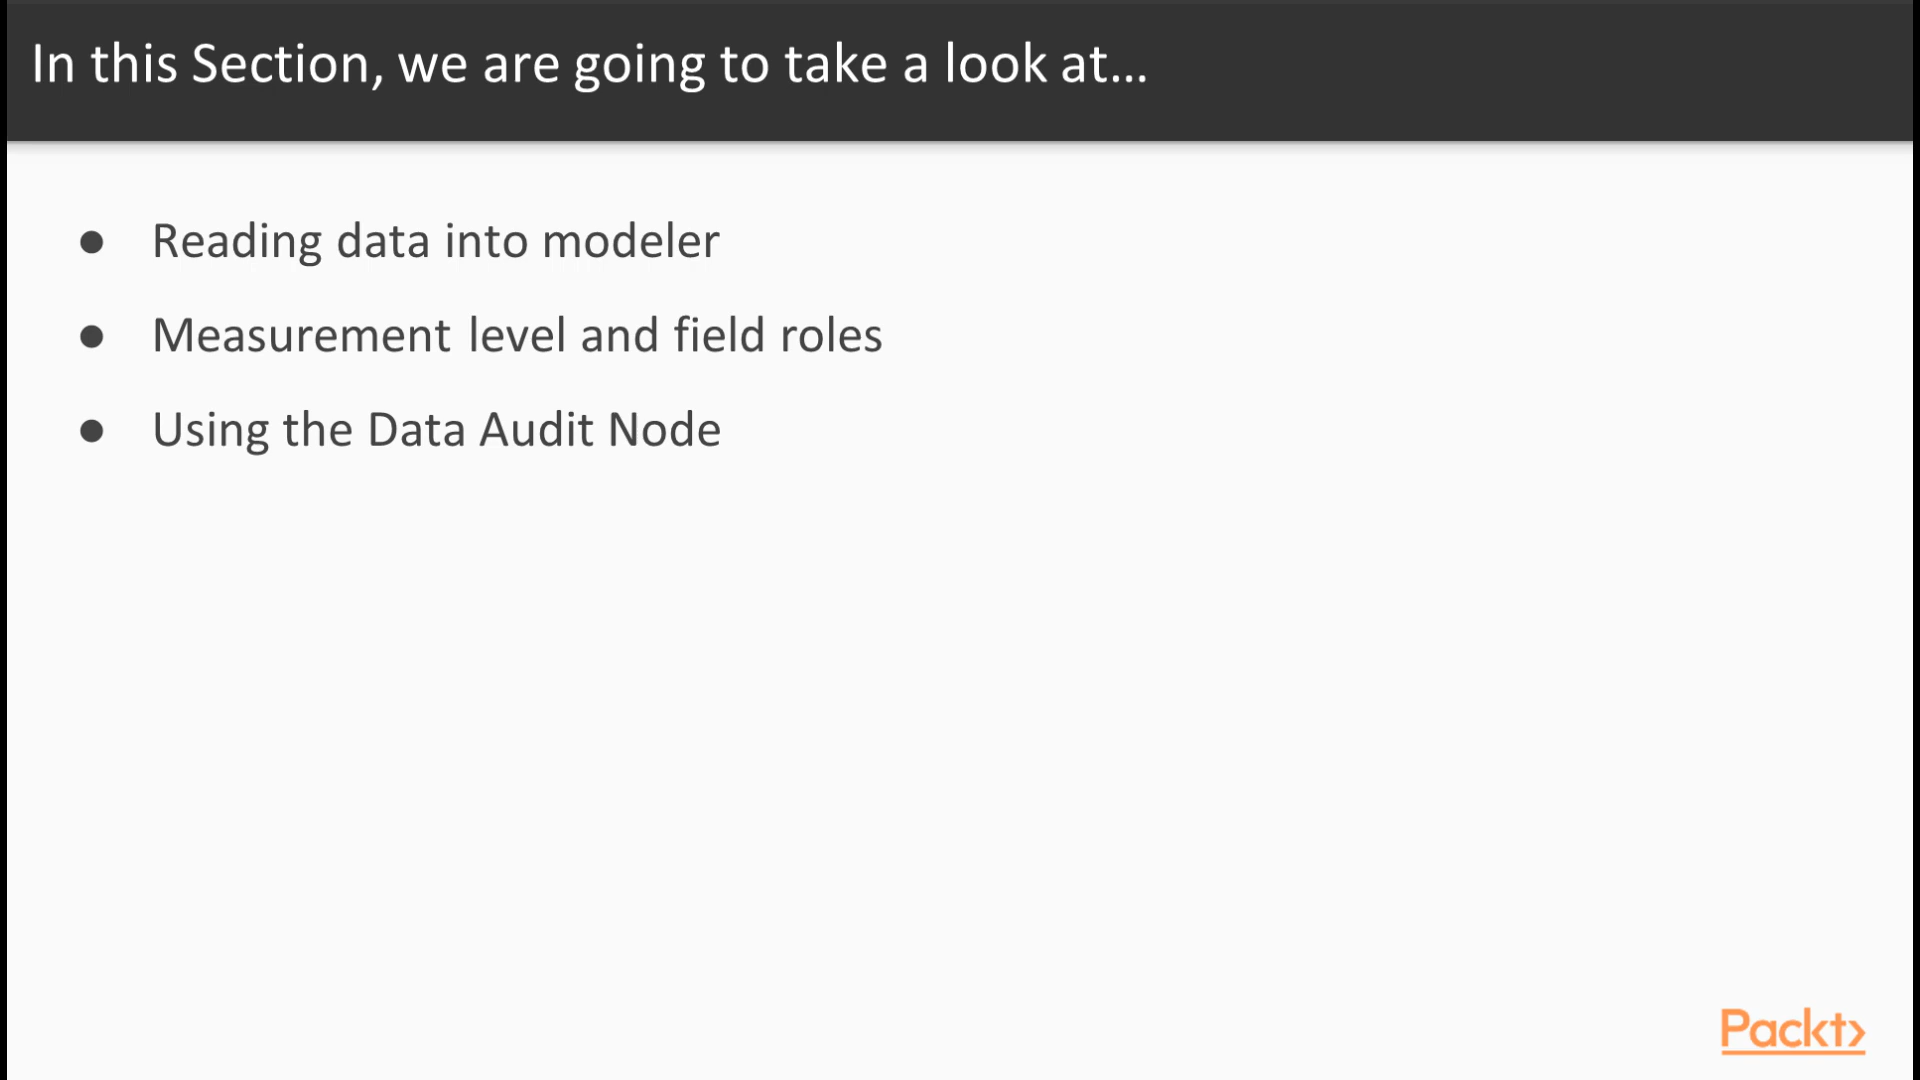 In this Section, we are going to take a look at...
● Reading data into modeler
● Measurement level and field roles
● Using the Data Audit Node
Packt>